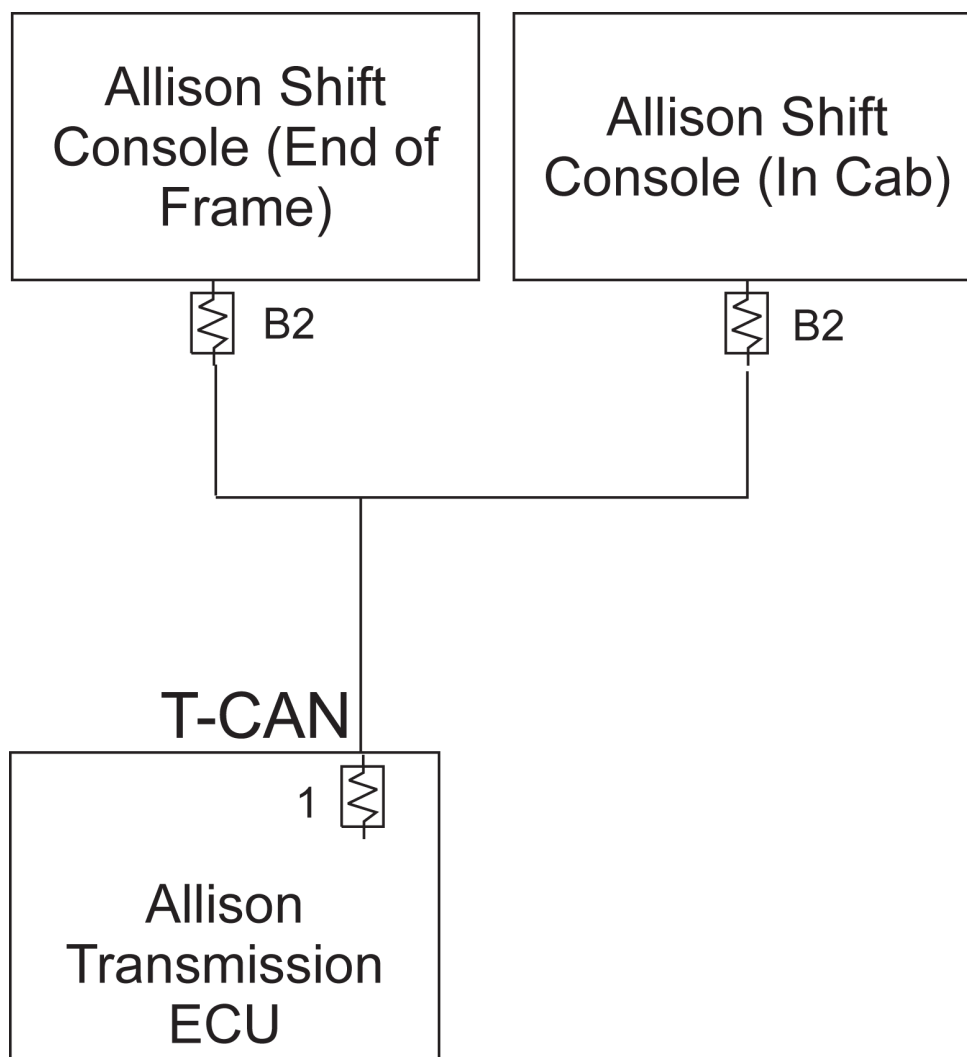 Allison Shift
Console (End of
Frame)
Allison Shift
Console (In Cab)
B2
B2
T-CAN
1
Allison
Transmission
ECU